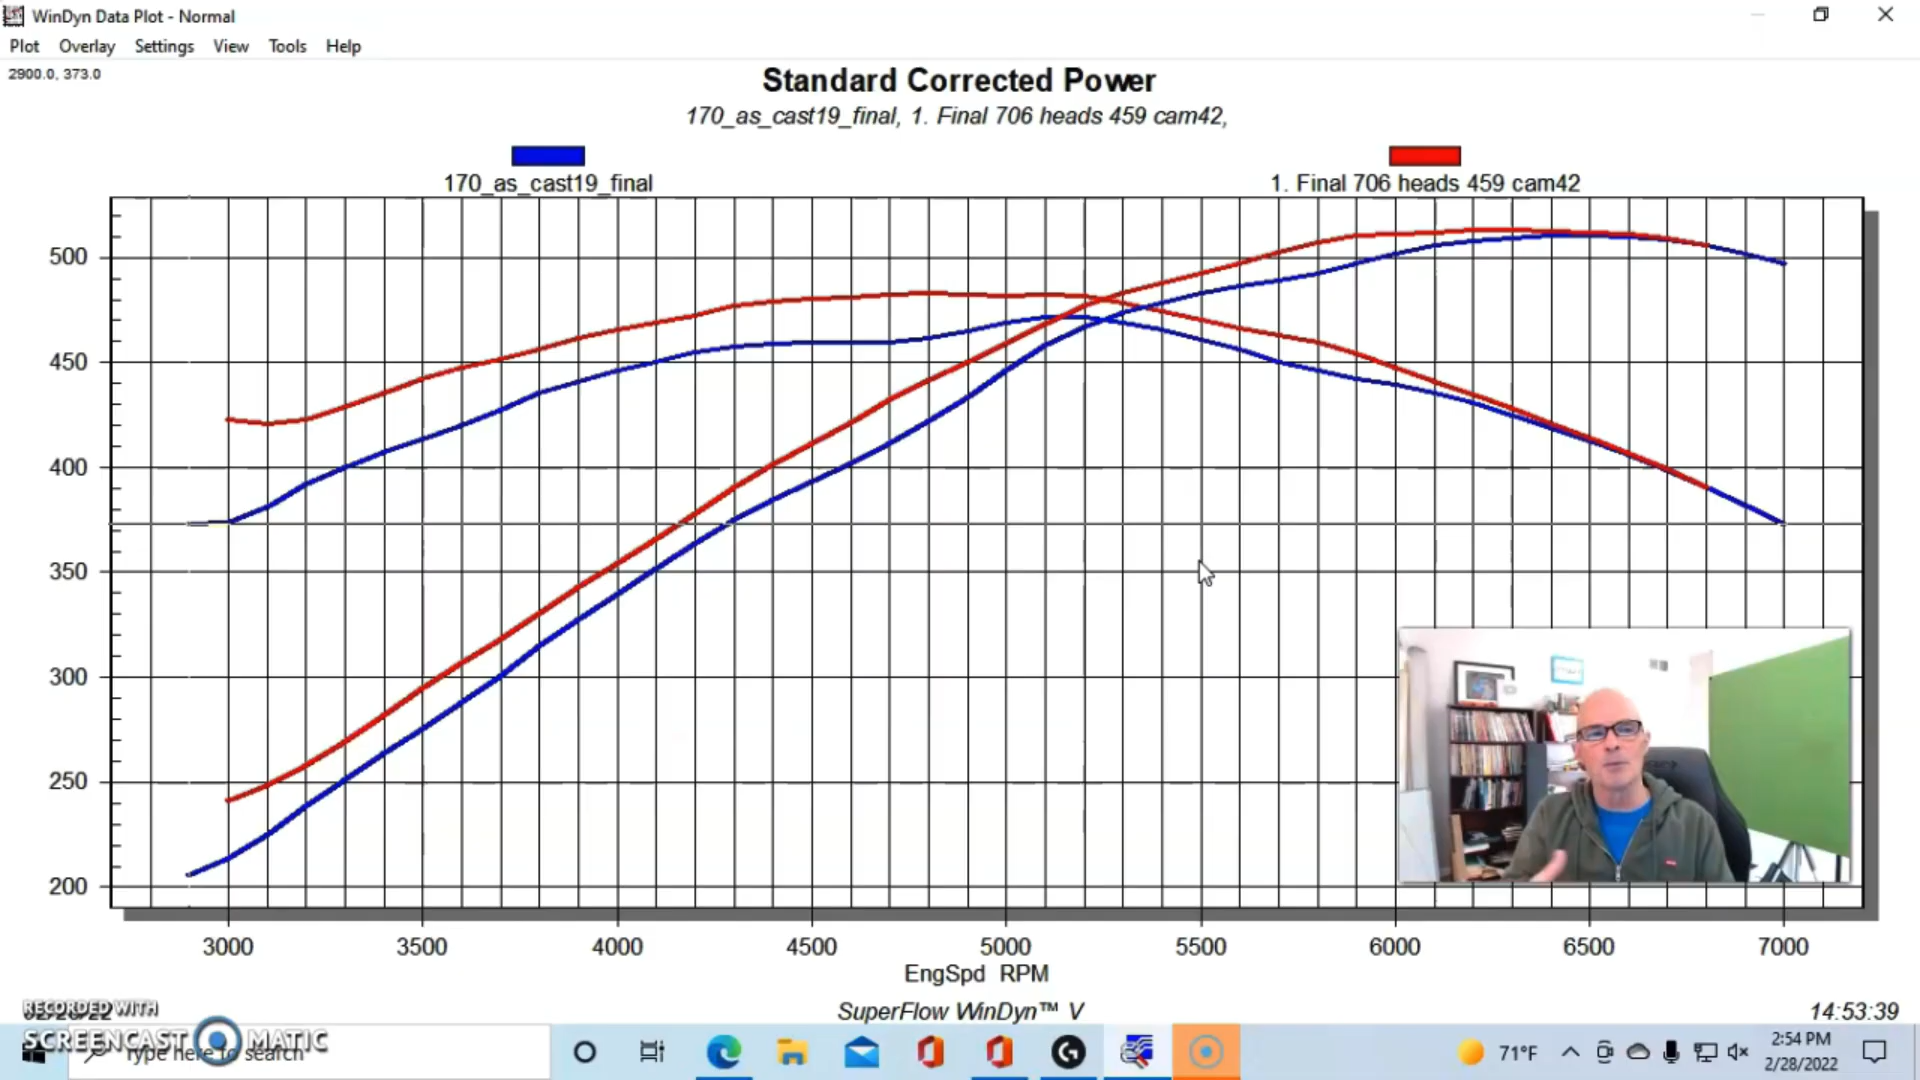 WinDyn Data Plot - Normal
Plot Overlay Settings View Tools Help
2900.0, 373.0
Standard Corrected Power
170_as_cast19_final, 1. Final 706 heads 459 cam42,
170_as_cast19_final
1. Final 706 heads 459 cam42
500
450
400
350
300
250
200
3000 3500 4000 4500 5000 5500 6000 6500 7000
EngSpd RPM
RECORDED WITH
SuperFlow WinDyn™ V
14:53:39
SCREENCAST MATIC
Type here to search
71°F
2:54 PM
2/28/2022